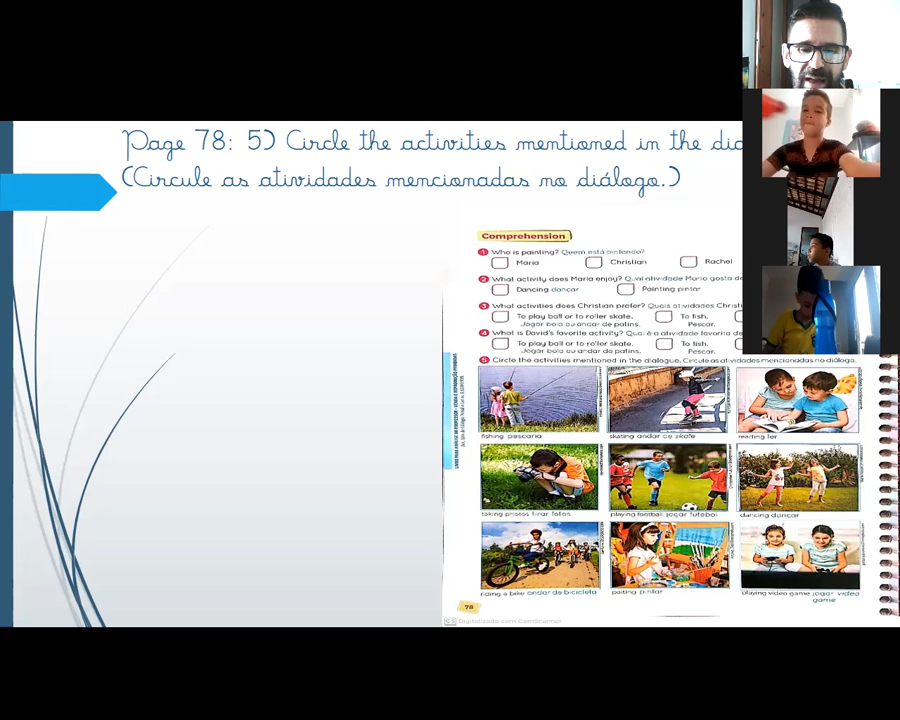 Page 78: 5) Circle the activities mentioned in the dia
(Circule as atividades mencionadas no diálogo.)
Comprehension
1 Who is painting? Quem está pintando?
Maria Christian Rachel
2 What activity does Maria enjoy? Qual atividade Maria gosta de
Dancing dançar Painting pintar
3 What activities does Christian prefer? Quais atividades Christi
To play ball or to roller skate. To fish.
Jogar bola ou andar de patins. Pescar.
4 What is David's favorite activity? Qual é a atividade favorita de
To play ball or to roller skate. To fish.
Jogar bola ou andar de patins. Pescar.
5 Circle the activities mentioned in the dialogue. Circule as atividades mencionadas no diálogo.
fishing pescaria skating andar de skate reading ler
taking photos tirar fotos playing football jogar futebol dancing dançar
riding a bike andar de bicicleta paiting pintar playing video game jogar video
game
78
CS Digitalizado com CamScanner